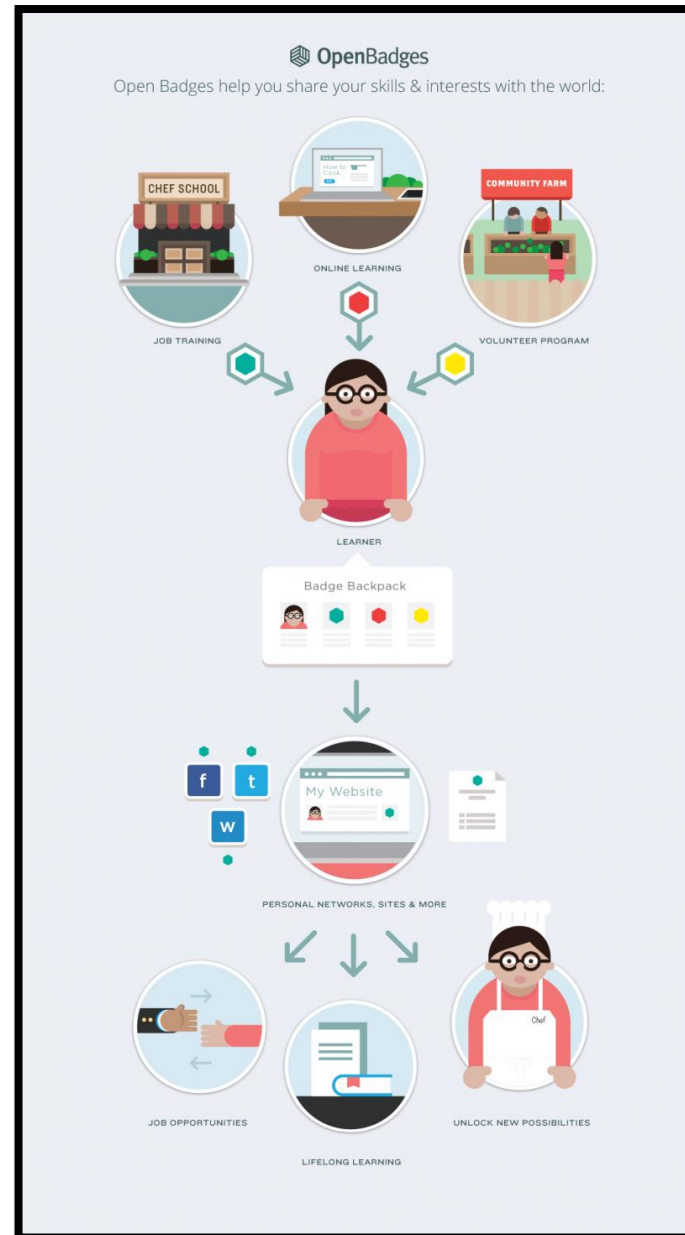 OpenBadges
Open Badges help you share your skills & interests with the world:
CHEF SCHOOL
How to
Cook
COMMUNITY FARM
ONLINE LEARNING
JOB TRAINING
VOLUNTEER PROGRAM
LEARNER
Badge Backpack
f
t
w
My Website
PERSONAL NETWORKS, SITES & MORE
Chef
JOB OPPORTUNITIES
UNLOCK NEW POSSIBILITIES
LIFELONG LEARNING